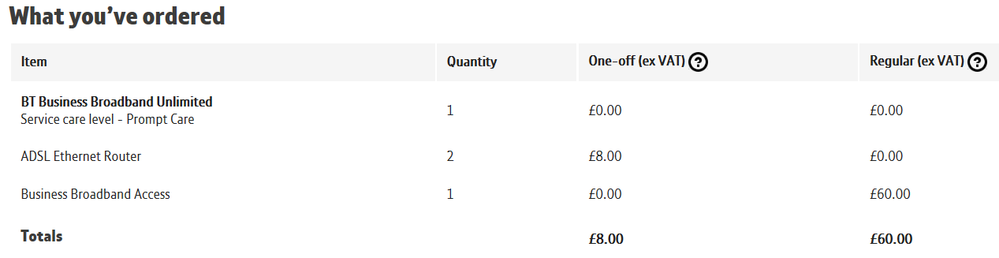 What you've ordered
Item Quantity One-off (ex VAT) ? Regular (ex VAT) ?
BT Business Broadband Unlimited
Service care level - Prompt Care 1 £0.00 £0.00
ADSL Ethernet Router 2 £8.00 £0.00
Business Broadband Access 1 £0.00 £60.00
Totals £8.00 £60.00